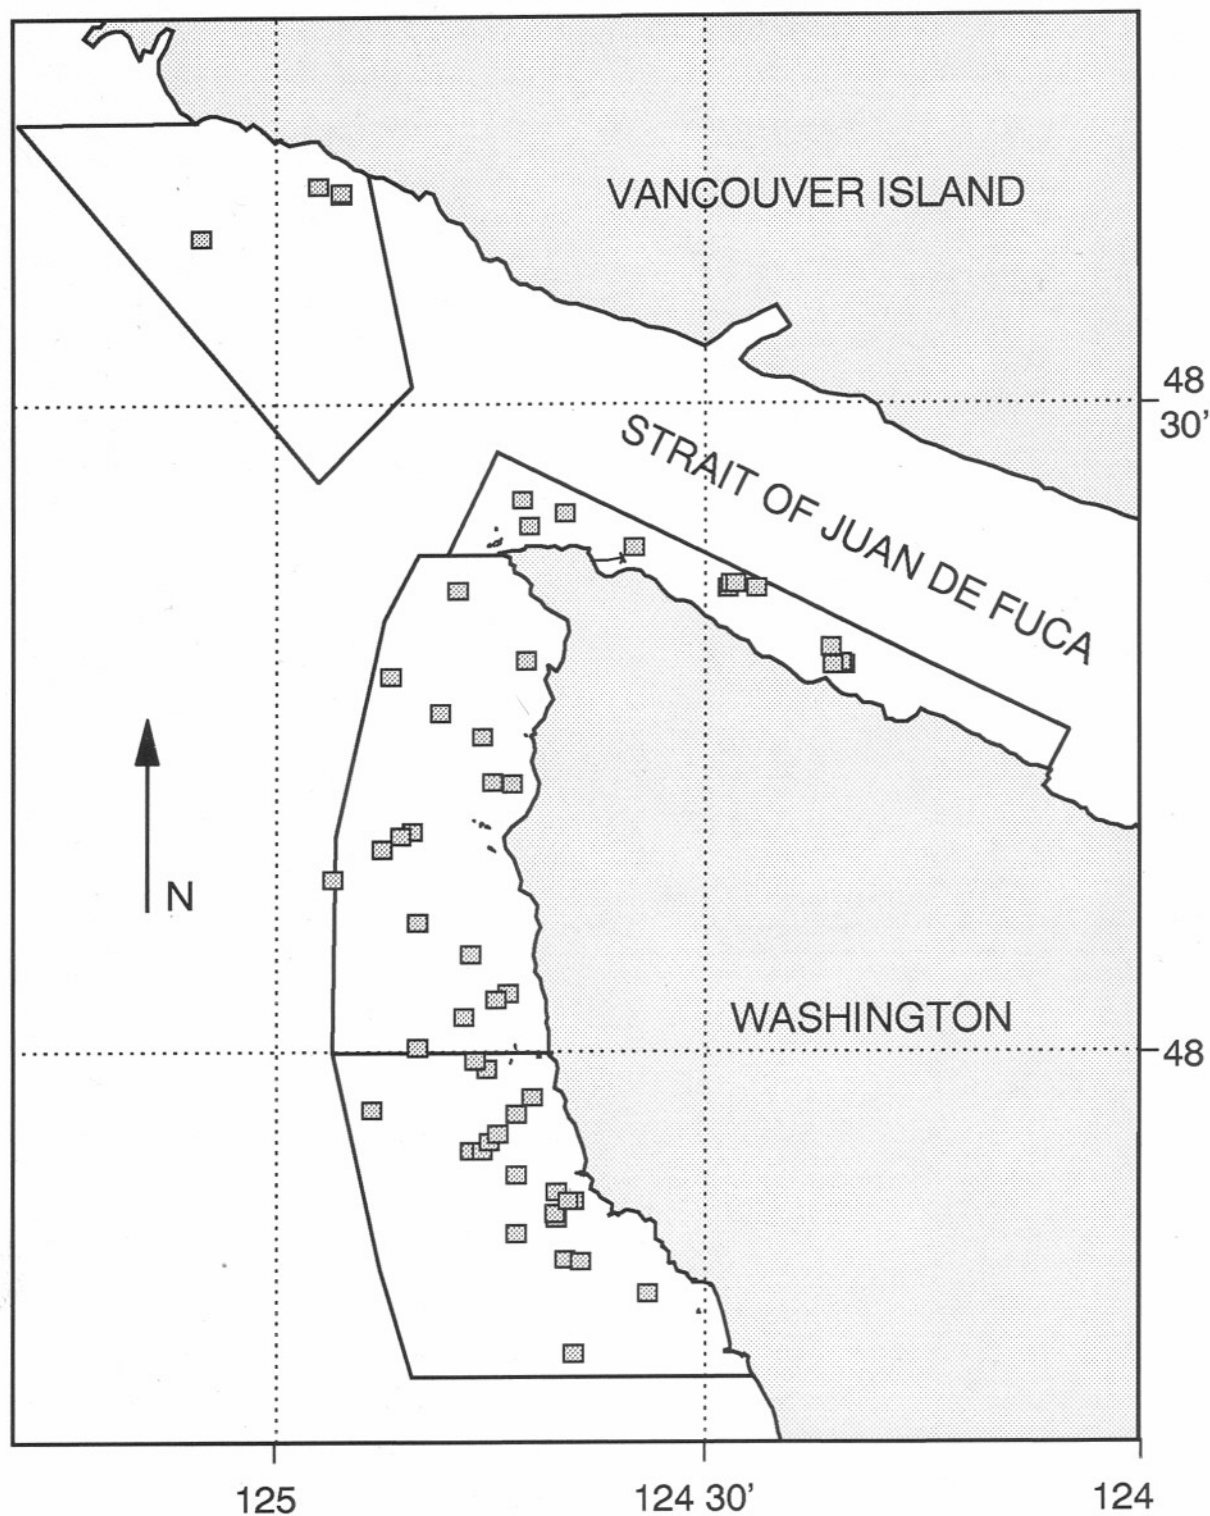 VANCOUVER ISLAND
48
30’
STRAIT OF JUAN DE FUCA
N
WASHINGTON
48
125
124 30’
124